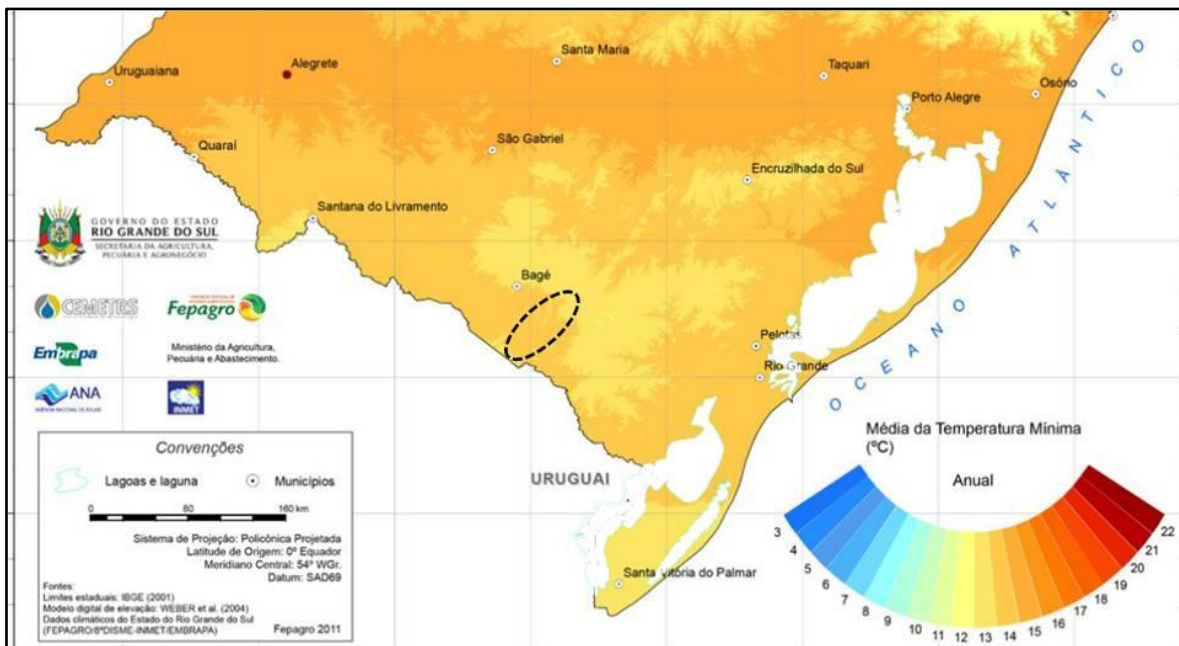 Santa Maria
Alegrete
Uruguaiana
Taquari
Osório
Porto Alegre
Quaraí
São Gabriel
Encruzilhada do Sul
Santana do Livramento
Bagé
Pelotas
Rio Grande
OCEANO ATLÂNTICO
GOVERNO DO ESTADO
RIO GRANDE DO SUL
SECRETARIA DA AGRICULTURA,
PECUÁRIA E AGRONEGÓCIO
CEMETRS
Fepagro
Embrapa
Ministério da Agricultura,
Pecuária e Abastecimento.
ANA
AGÊNCIA NACIONAL DE ÁGUAS
INMET
URUGUAI
Santa Vitória do Palmar
Convenções
Lagoas e laguna
Municípios
0 80 160 km
Sistema de Projeção: Policônica Projetada
Latitude de Origem: 0º Equador
Meridiano Central: 54º WGr.
Datum: SAD69
Fontes:
Limites estaduais: IBGE (2001)
Modelo digital de elevação: WEBER et al. (2004)
Dados climáticos do Estado do Rio Grande do Sul
(FEPAGRO/8ºDISME-INMET/EMBRAPA)
Fepagro 2011
Média da Temperatura Mínima
(ºC)
Anual
3 4 5 6 7 8 9 10 11 12 13 14 15 16 17 18 19 20 21 22